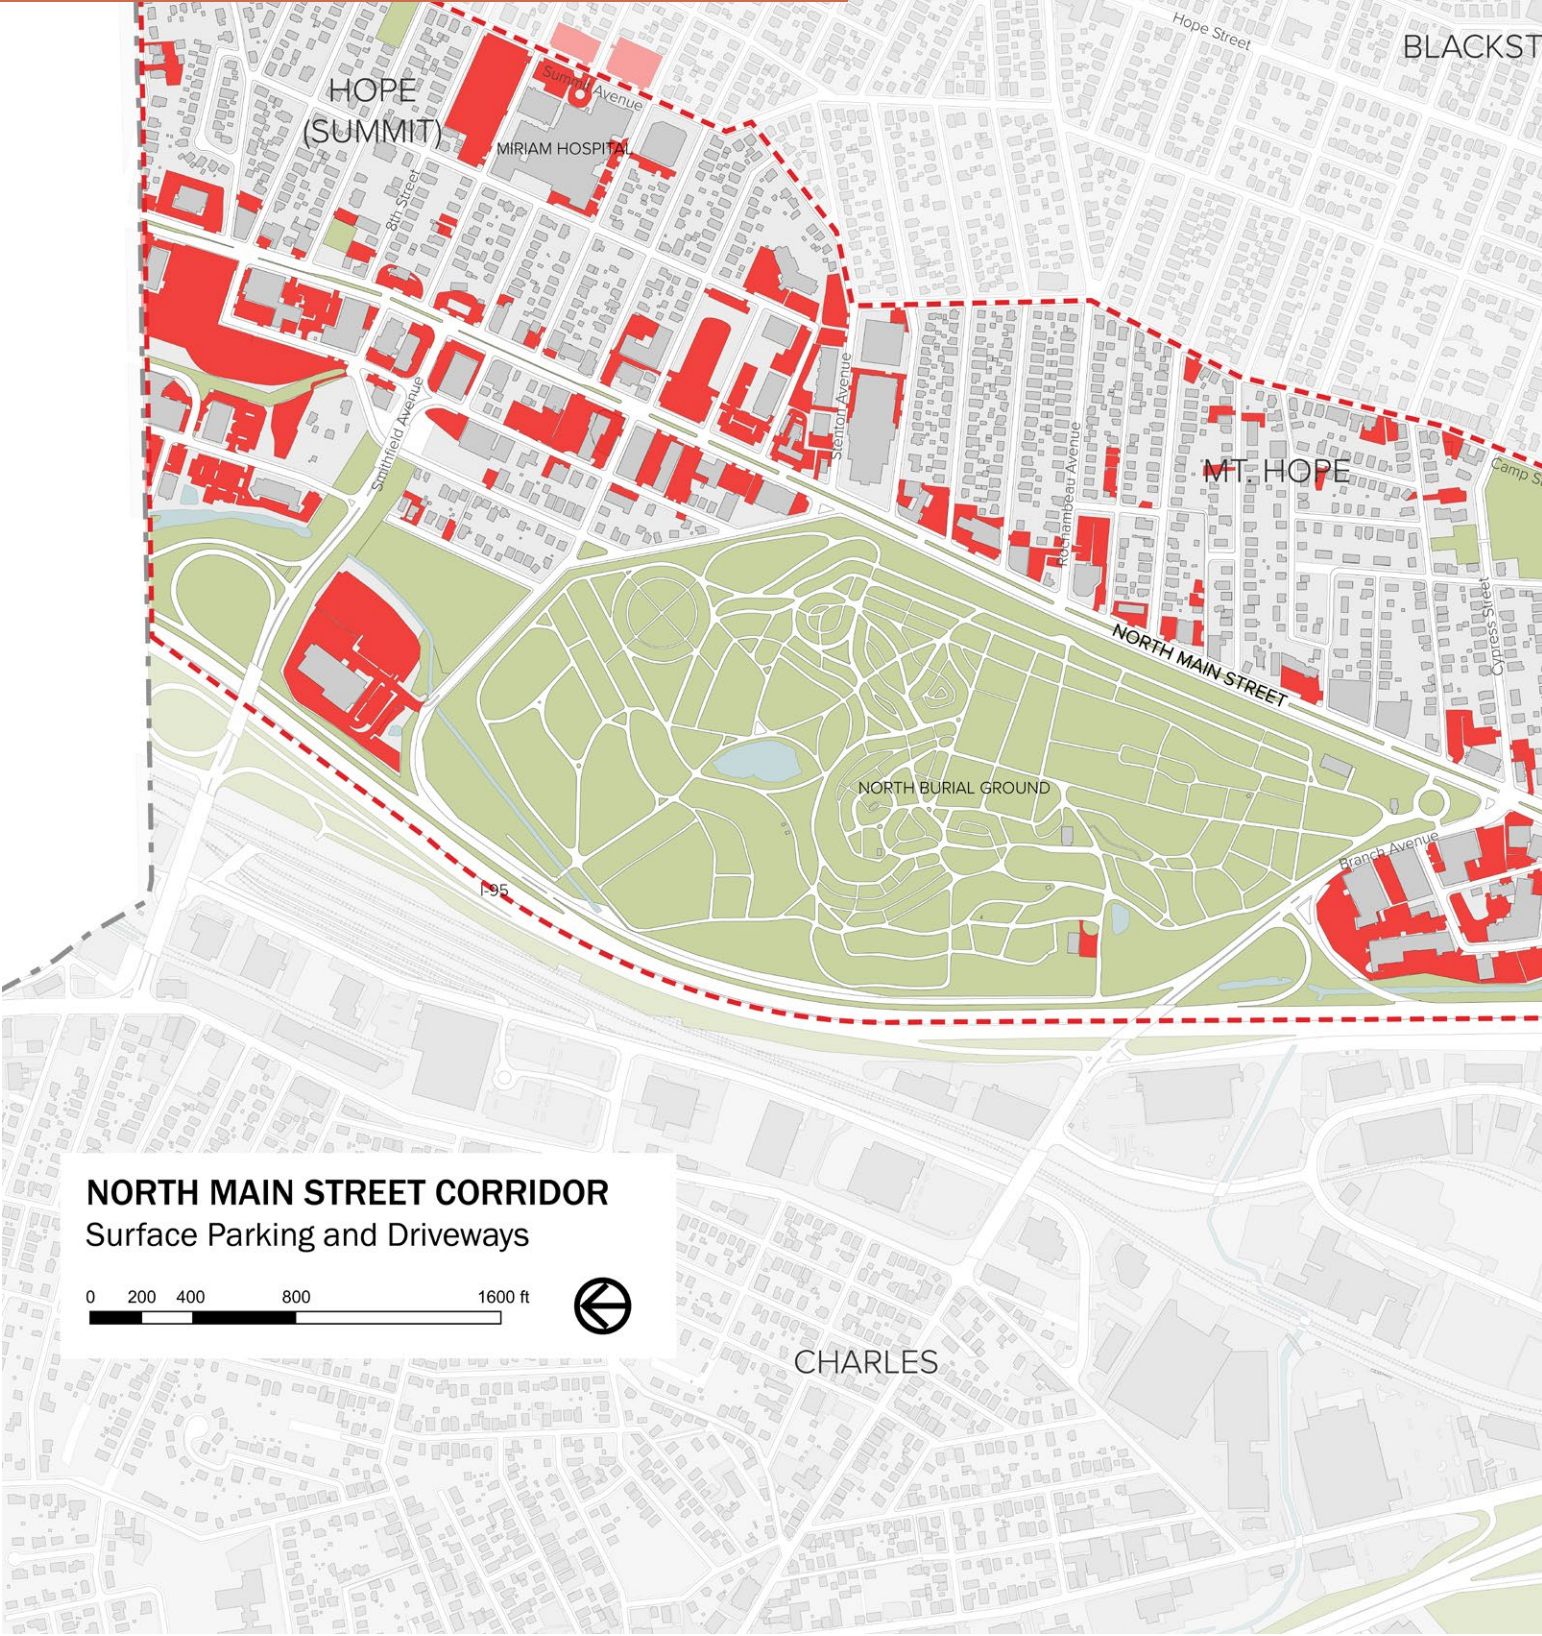 Hope Street
BLACKST
HOPE
(SUMMIT)
Summit Avenue
MIRIAM HOSPITAL
8th Street
Stenton Avenue
Smithfield Avenue
Rochambeau Avenue
MT. HOPE
Camp S
Cypress Street
NORTH MAIN STREET
NORTH BURIAL GROUND
Branch Avenue
I-95
NORTH MAIN STREET CORRIDOR
Surface Parking and Driveways
0 200 400 800 1600 ft
CHARLES